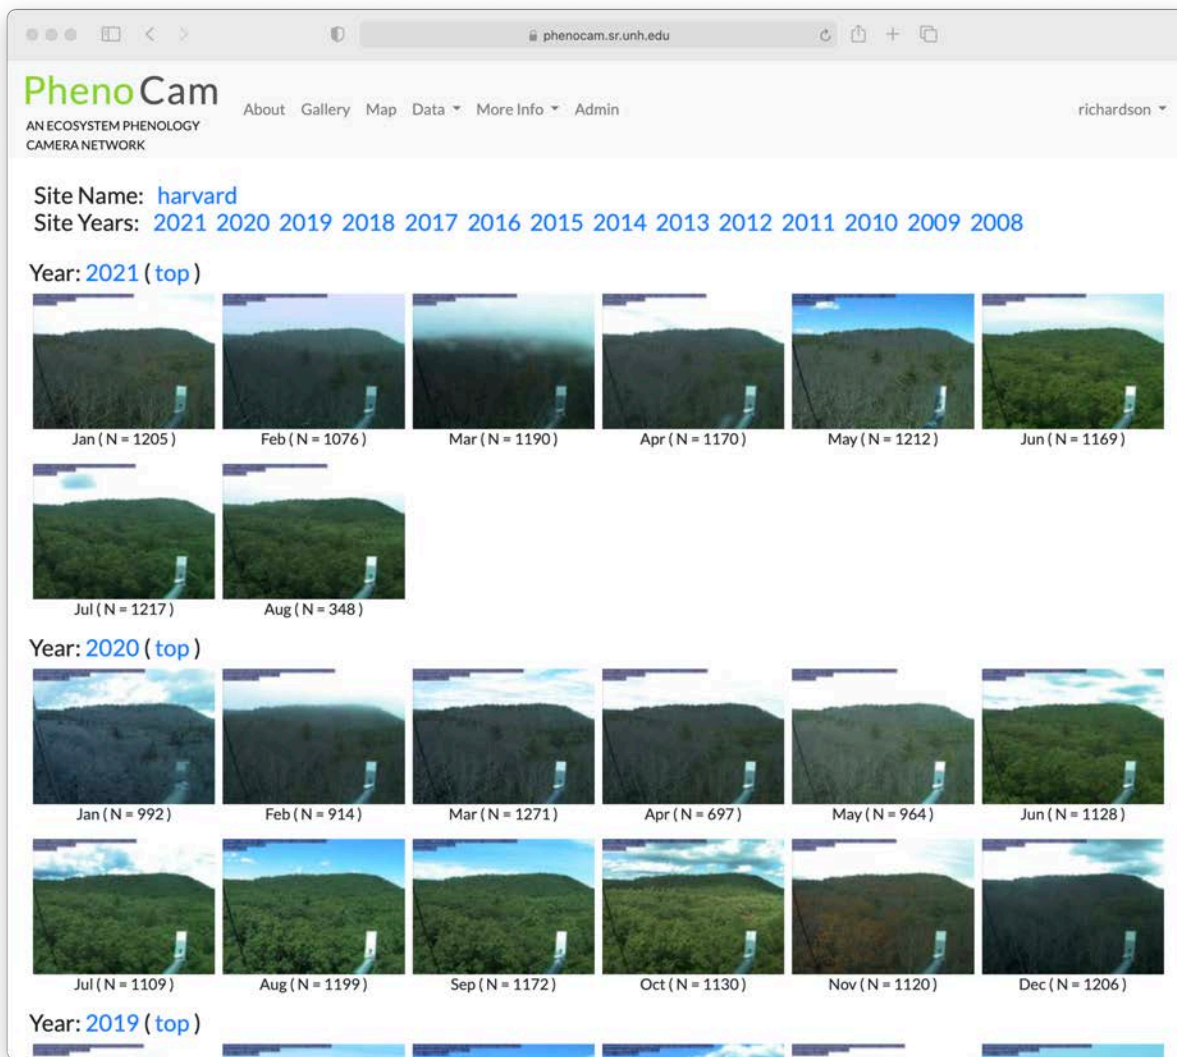 phenocam.sr.unh.edu
PhenoCam
AN ECOSYSTEM PHENOLOGY
CAMERA NETWORK
About Gallery Map Data More Info Admin
richardson
Site Name: harvard
Site Years: 2021 2020 2019 2018 2017 2016 2015 2014 2013 2012 2011 2010 2009 2008
Year: 2021 ( top )
Jan ( N = 1205 ) Feb ( N = 1076 ) Mar ( N = 1190 ) Apr ( N = 1170 ) May ( N = 1212 ) Jun ( N = 1169 )
Jul ( N = 1217 ) Aug ( N = 348 )
Year: 2020 ( top )
Jan ( N = 992 ) Feb ( N = 914 ) Mar ( N = 1271 ) Apr ( N = 697 ) May ( N = 964 ) Jun ( N = 1128 )
Jul ( N = 1109 ) Aug ( N = 1199 ) Sep ( N = 1172 ) Oct ( N = 1130 ) Nov ( N = 1120 ) Dec ( N = 1206 )
Year: 2019 ( top )